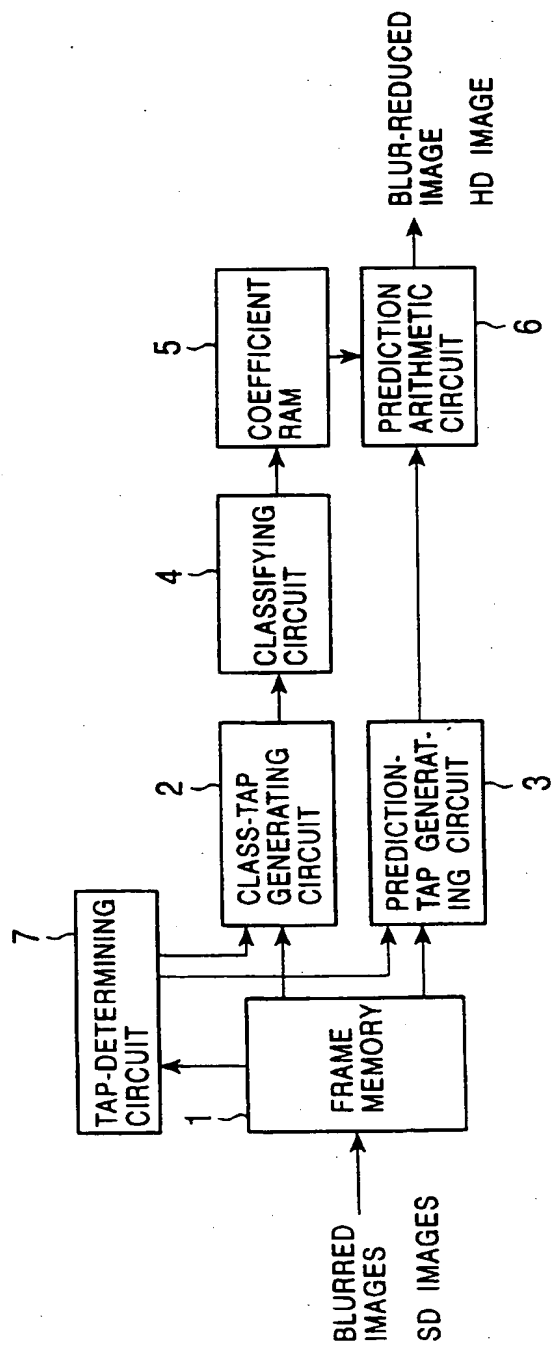 7
TAP-DETERMINING
CIRCUIT
1
FRAME
MEMORY
BLURRED
IMAGES
SD IMAGES
2
CLASS-TAP
GENERATING
CIRCUIT
PREDICTION-
TAP GENERAT-
ING CIRCUIT
3
4
CLASSIFYING
CIRCUIT
5
COEFFICIENT
RAM
PREDICTION
ARITHMETIC
CIRCUIT
6
BLUR-REDUCED
IMAGE
HD IMAGE